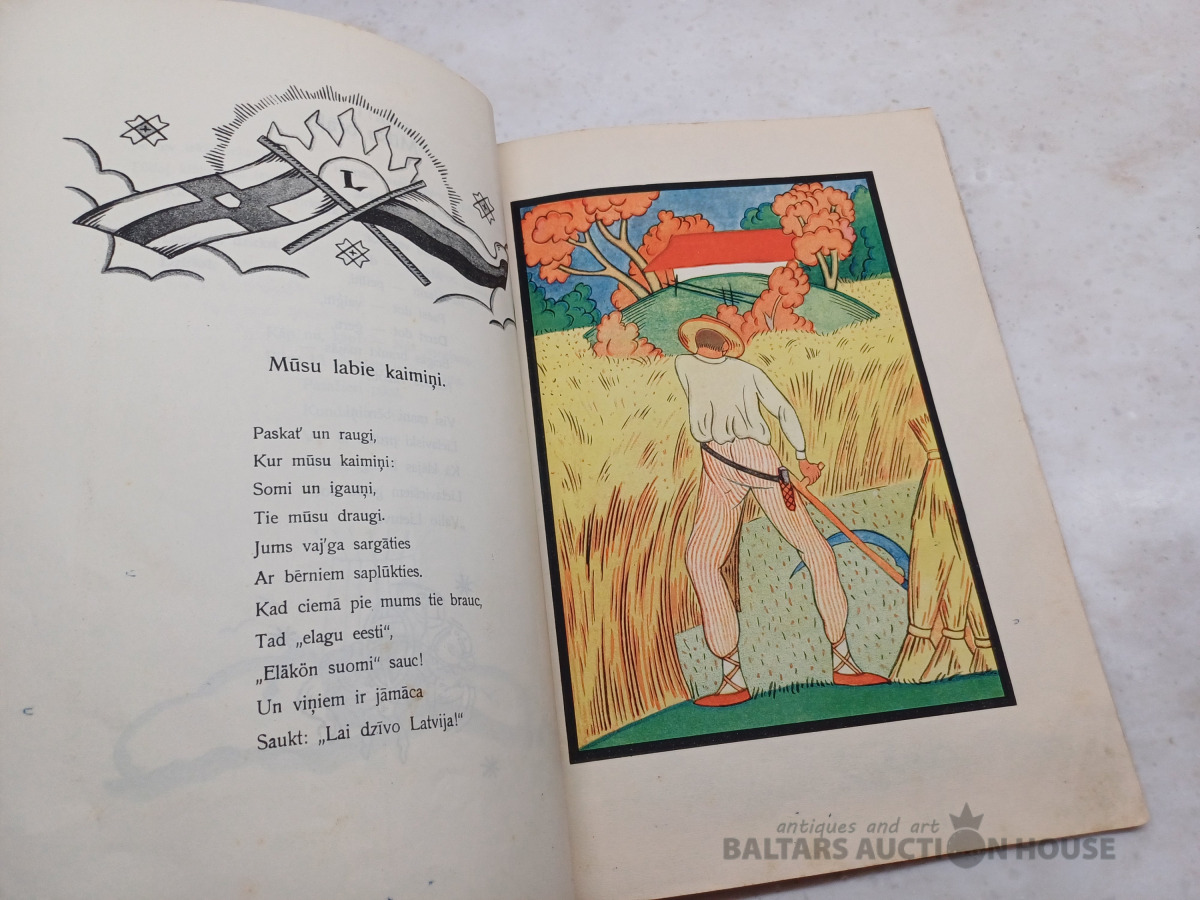 L
Mūsu labie kaimiņi.
Paskat' un raugi,
Kur mūsu kaimiņi:
Somi un igauņi,
Tie mūsu draugi.
Jums vaj'ga sargāties
Ar bērniem saplūkties.
Kad ciemā pie mums tie brauc,
Tad „elagu eesti“,
„Elākön suomi“ sauc!
Un viņiem ir jāmāca
Saukt: „Lai dzīvo Latvija!“
antiques and art
BALTARS AUCTION HOUSE